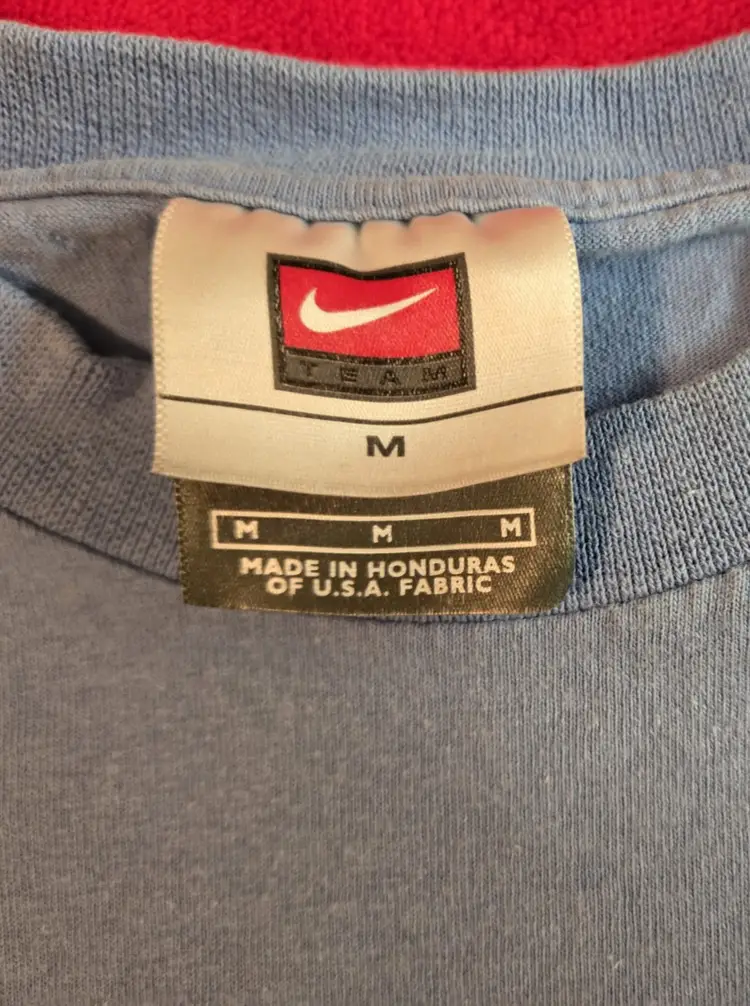 TEAM
M
M M M
MADE IN HONDURAS
OF U.S.A. FABRIC